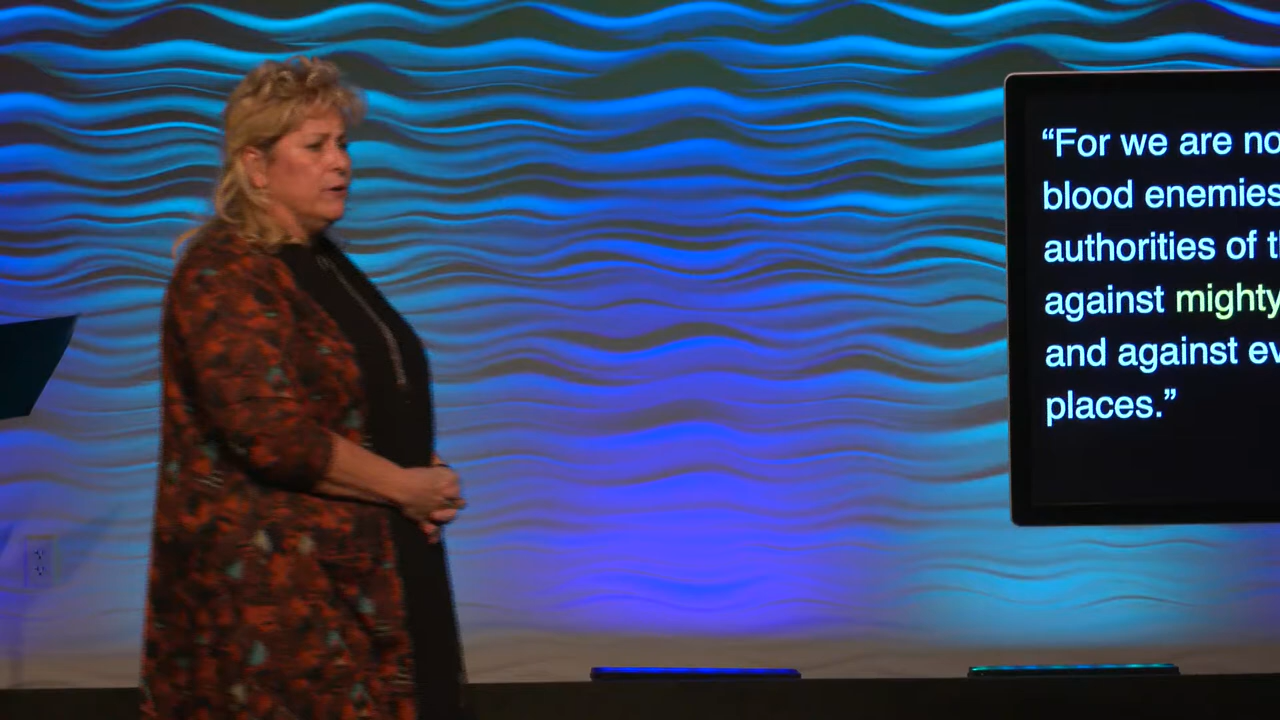 “For we are no
blood enemies
authorities of t
against mighty
and against ev
places.”